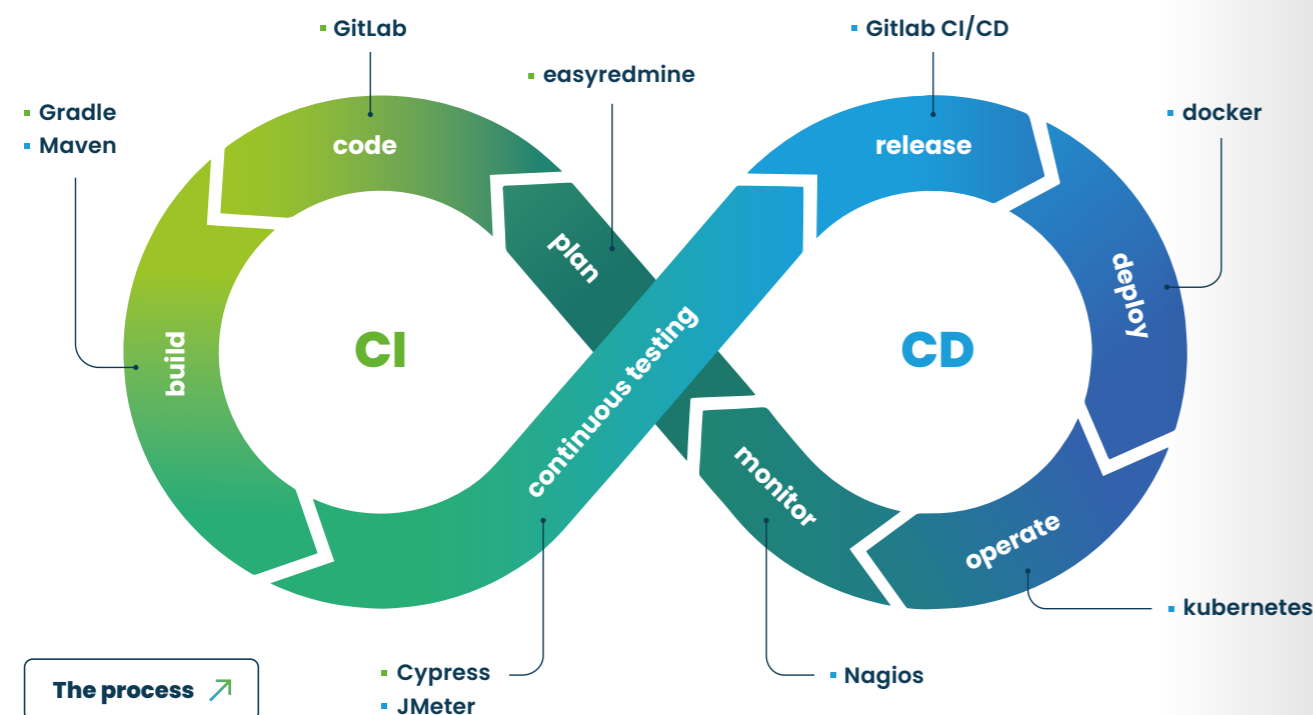 GitLab
Gitlab CI/CD
easyredmine
Gradle
Maven
docker
code
release
plan
deploy
build
CI
CD
continuous testing
monitor
operate
kubernetes
Cypress
JMeter
Nagios
The process